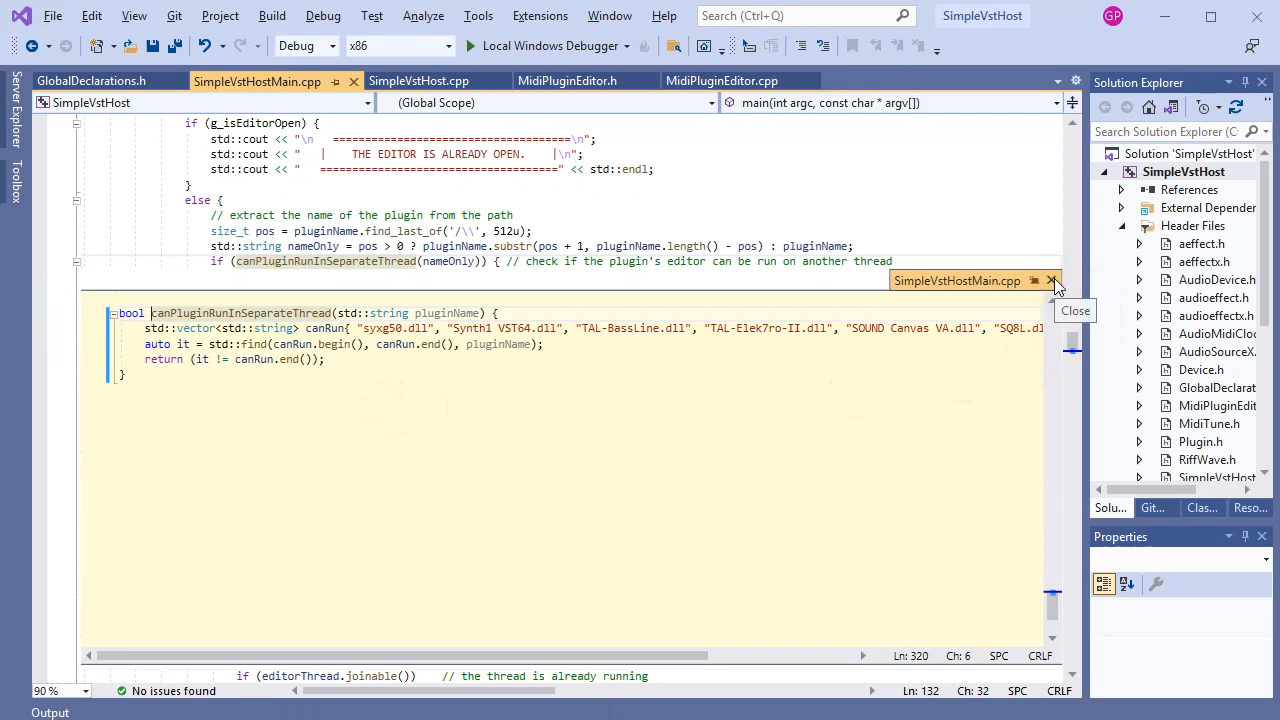 File Edit View Git Project Build Debug Test Analyze Tools Extensions Window Help Search (Ctrl+Q) SimpleVstHost GP
Debug x86 Local Windows Debugger
GlobalDeclarations.h SimpleVstHostMain.cpp SimpleVstHost.cpp MidiPluginEditor.h MidiPluginEditor.cpp
SimpleVstHost (Global Scope) main(int argc, const char * argv[])
Server Explorer
Toolbox
if (g_isEditorOpen) {
std::cout << "\n =====================================\n";
std::cout << " | THE EDITOR IS ALREADY OPEN. |\n";
std::cout << " =====================================" << std::endl;
}
else {
// extract the name of the plugin from the path
size_t pos = pluginName.find_last_of("/\\", 512u);
std::string nameOnly = pos > 0 ? pluginName.substr(pos + 1, pluginName.length() - pos) : pluginName;
if (canPluginRunInSeparateThread(nameOnly)) { // check if the plugin's editor can be run on another thread
SimpleVstHostMain.cpp
Close
bool canPluginRunInSeparateThread(std::string pluginName) {
std::vector<std::string> canRun{ "S-YXG50.dll", "Synth1 VST64.dll", "TAL-BassLine.dll", "TAL-Elek7ro-II.dll", "SOUND Canvas VA.dll", "SQ8L.dl
auto it = std::find(canRun.begin(), canRun.end(), pluginName);
return (it != canRun.end());
}
Ln: 320 Ch: 6 SPC CRLF
if (editorThread.joinable()) // the thread is already running
90 % No issues found Ln: 132 Ch: 32 SPC CRLF
Output
Solution Explorer
Search Solution Explorer (C
Solution 'SimpleVstHost'
SimpleVstHost
References
External Depender
Header Files
aeffect.h
aeffectx.h
AudioDevice.h
audioeffect.h
audioeffectx.h
AudioMidiClo
AudioSourceX.
Device.h
GlobalDeclarat
MidiPluginEdit
MidiTune.h
Plugin.h
RiffWave.h
SimpleVstHost
Solu... Git... Clas... Reso...
Properties